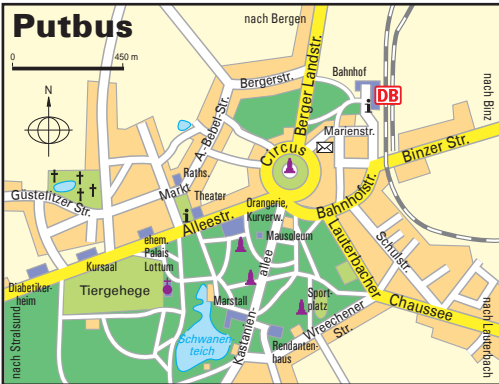 Putbus
0 450 m
nach Bergen
N
Bergerstr.
Berger Landstr.
Bahnhof
nach Binz
i
DB
A.-Bebel-Str.
Marienstr.
Circus
Binzer Str.
Raths.
Markt
Güstelitzer Str.
Theater
Orangerie,
Kurverw.
Bahnhofstr.
i
Alleestr.
Mausoleum
ehem.
Palais
Lottum
Lauterbacher
Schulstr.
Kursaal
allee
Diabetiker-
heim
Tiergehege
Marstall
Sport-
platz
Chaussee
Schwanen
teich
Kastanien-
Wreechener
Str.
Rendanten-
haus
nach Stralsund
nach Lauterbach